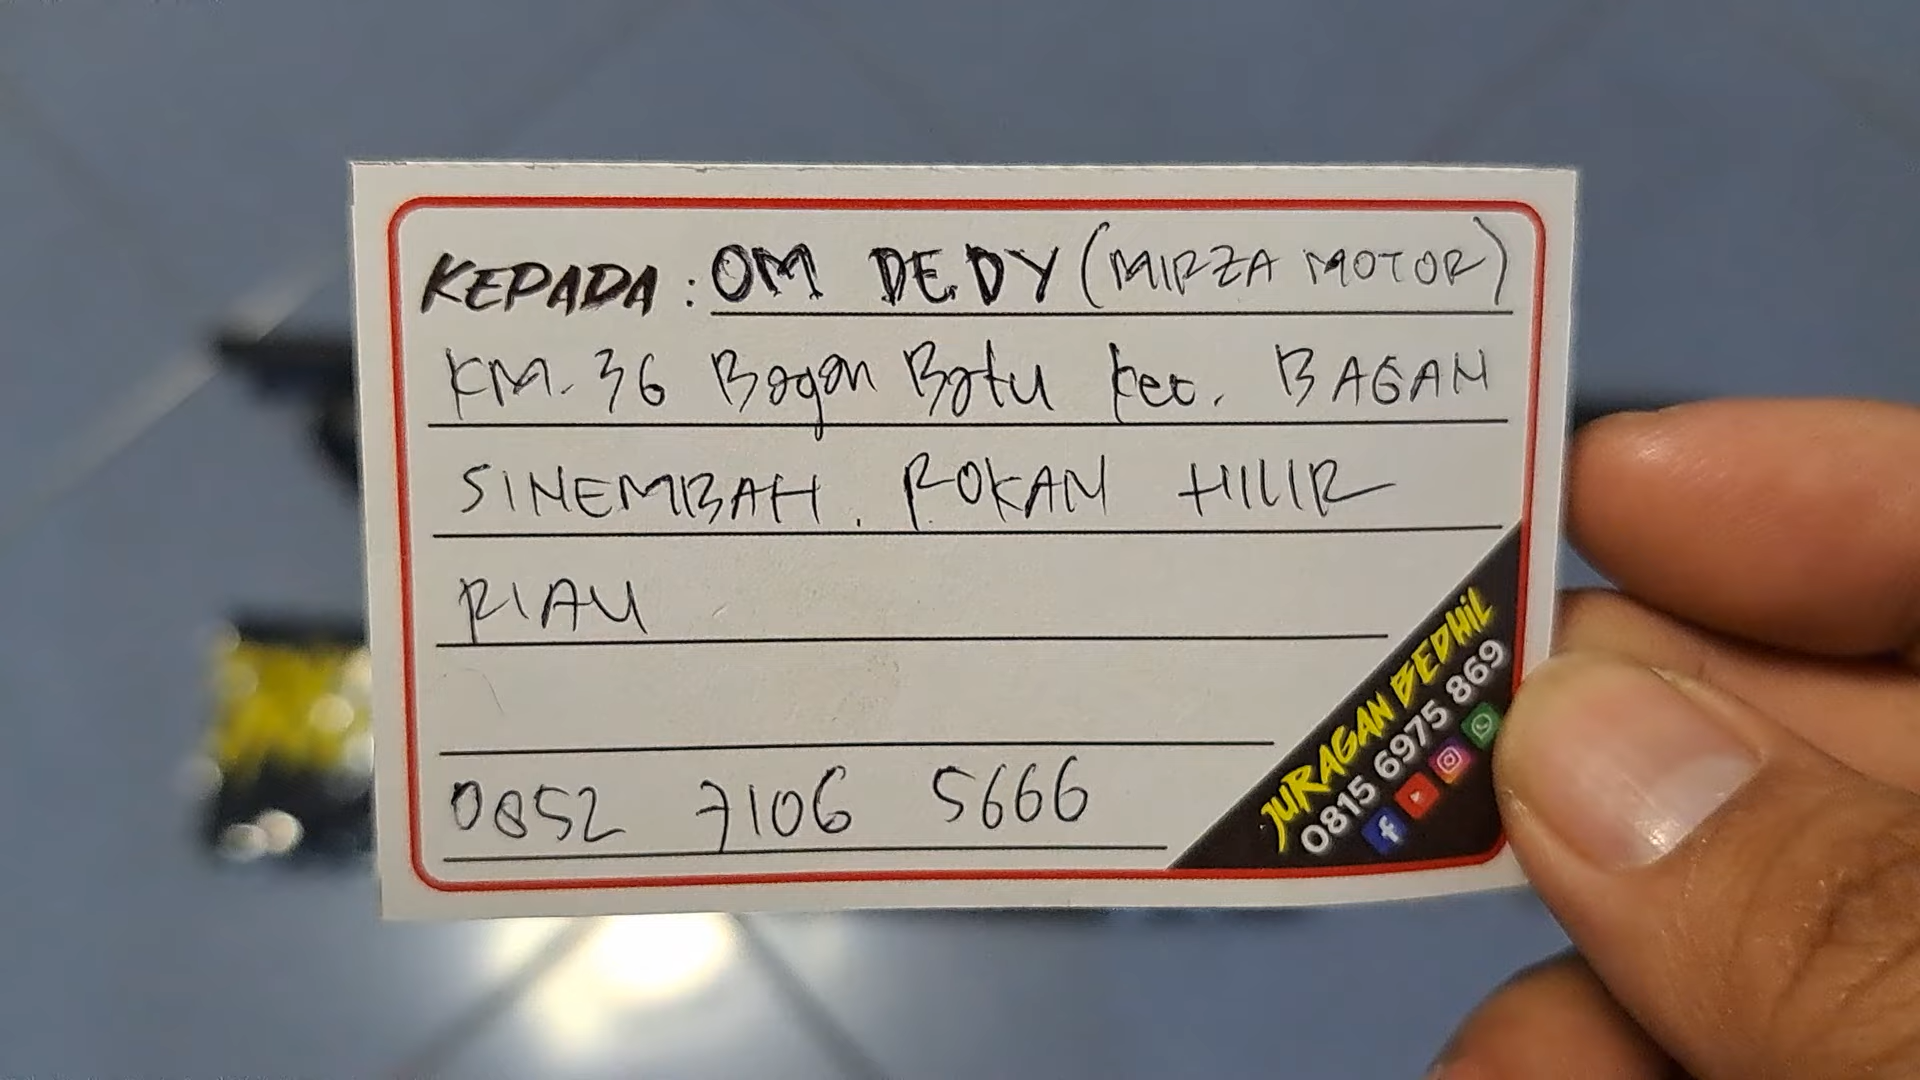 KEPADA : OM DEDY (MIRZA MOTOR)
KM. 36 Bagan Batu Kec. BAGAN
SINEMBAH. ROKAN HILIR
RIAU
0852 7106 5666
JURAGAN BEDHIL
0815 6975 869